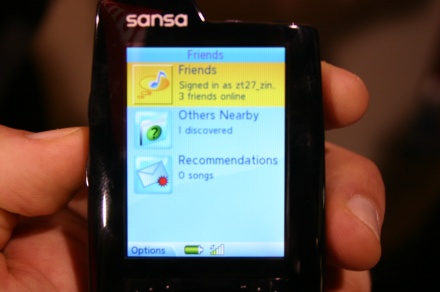 sansa
Friends
Friends
Signed in as zt27_zin..
3 friends online
Others Nearby
1 discovered
Recommendations
0 songs
Options